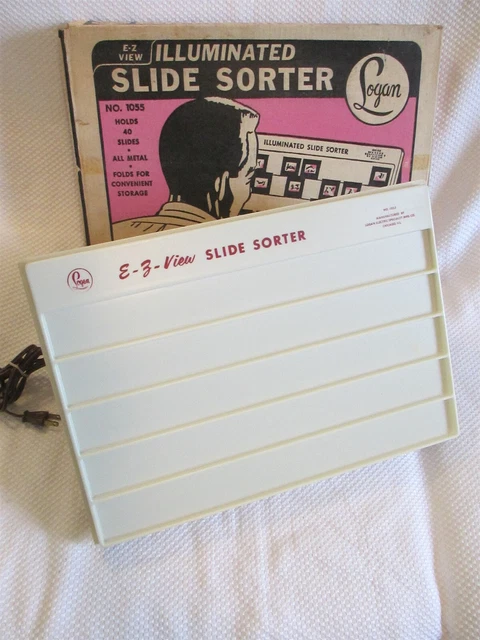 E-Z
VIEW
ILLUMINATED
SLIDE SORTER
Logan
NO. 1055
HOLDS
40
SLIDES
•
ALL METAL
•
FOLDS FOR
CONVENIENT
STORAGE
ILLUMINATED SLIDE SORTER
Logan
E-Z-View SLIDE SORTER